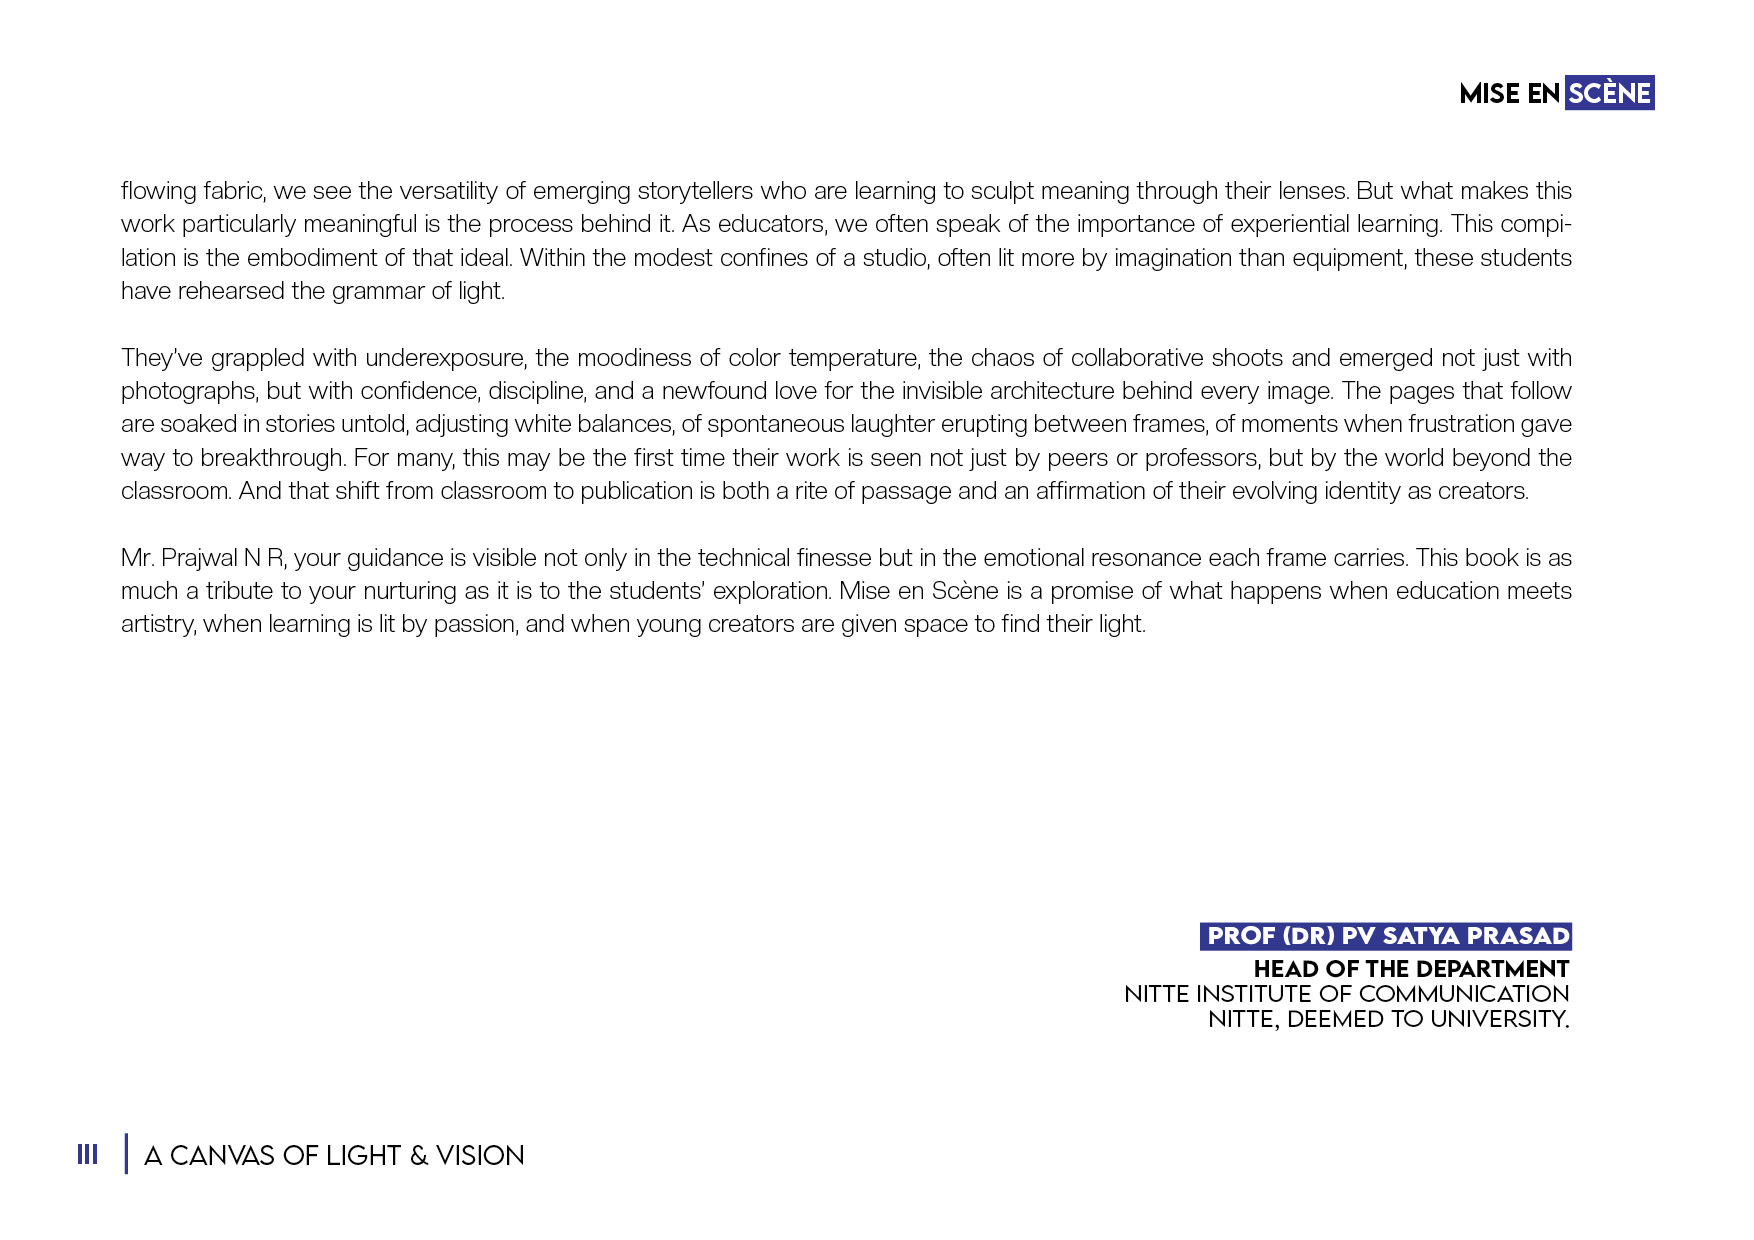 MISE EN SCÈNE
flowing fabric, we see the versatility of emerging storytellers who are learning to sculpt meaning through their lenses. But what makes this
work particularly meaningful is the process behind it. As educators, we often speak of the importance of experiential learning. This compi-
lation is the embodiment of that ideal. Within the modest confines of a studio, often lit more by imagination than equipment, these students
have rehearsed the grammar of light.
They’ve grappled with underexposure, the moodiness of color temperature, the chaos of collaborative shoots and emerged not just with
photographs, but with confidence, discipline, and a newfound love for the invisible architecture behind every image. The pages that follow
are soaked in stories untold, adjusting white balances, of spontaneous laughter erupting between frames, of moments when frustration gave
way to breakthrough. For many, this may be the first time their work is seen not just by peers or professors, but by the world beyond the
classroom. And that shift from classroom to publication is both a rite of passage and an affirmation of their evolving identity as creators.
Mr. Prajwal N R, your guidance is visible not only in the technical finesse but in the emotional resonance each frame carries. This book is as
much a tribute to your nurturing as it is to the students’ exploration. Mise en Scène is a promise of what happens when education meets
artistry, when learning is lit by passion, and when young creators are given space to find their light.
PROF (DR) PV SATYA PRASAD
HEAD OF THE DEPARTMENT
NITTE INSTITUTE OF COMMUNICATION
NITTE, DEEMED TO UNIVERSITY.
III A CANVAS OF LIGHT & VISION